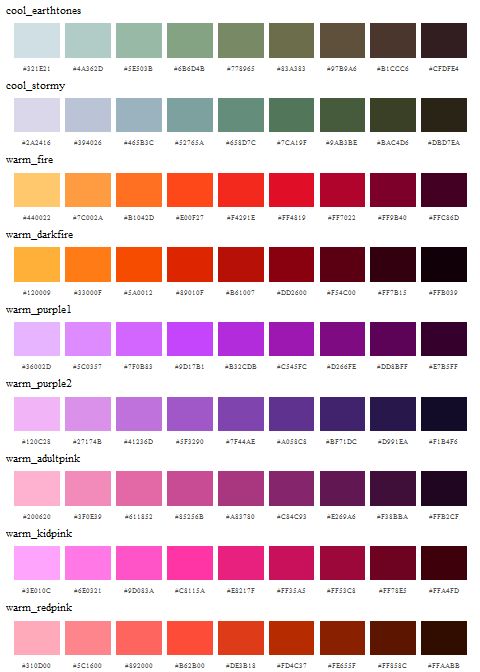 cool_earthtones
#321E21 #4A362D #5E503B #6B6D4B #778965 #83A383 #97B9A6 #B1CCC6 #CFDFE4
cool_stormy
#2A2416 #394026 #465B3C #52765A #658D7C #7CA19F #9AB3BE #BAC4D6 #DBD7EA
warm_fire
#440022 #7C002A #B1042D #E00F27 #F4291E #FF4819 #FF7022 #FF9B40 #FFC86D
warm_darkfire
#120009 #33000F #5A0012 #89010F #B61007 #DD2600 #F54C00 #FF7B15 #FFB039
warm_purple1
#36002D #5C0357 #7F0B83 #9D17B1 #B32CDB #C545FC #D266FE #DD8BFF #E7B5FF
warm_purple2
#120C28 #27174B #41236D #5F3290 #7F44AE #A058C8 #BF71DC #D991EA #F1B4F6
warm_adultpink
#200620 #3F0E39 #611852 #85256B #A83780 #C84C93 #E269A6 #F38BBA #FFB2CF
warm_kidpink
#3E010C #6E0321 #9D083A #C8115A #E8217F #FF35A5 #FF53C8 #FF78E5 #FFA4FD
warm_redpink
#310D00 #5C1600 #892000 #B62B00 #DE3B18 #FD4C37 #FE655F #FF858C #FFAABB